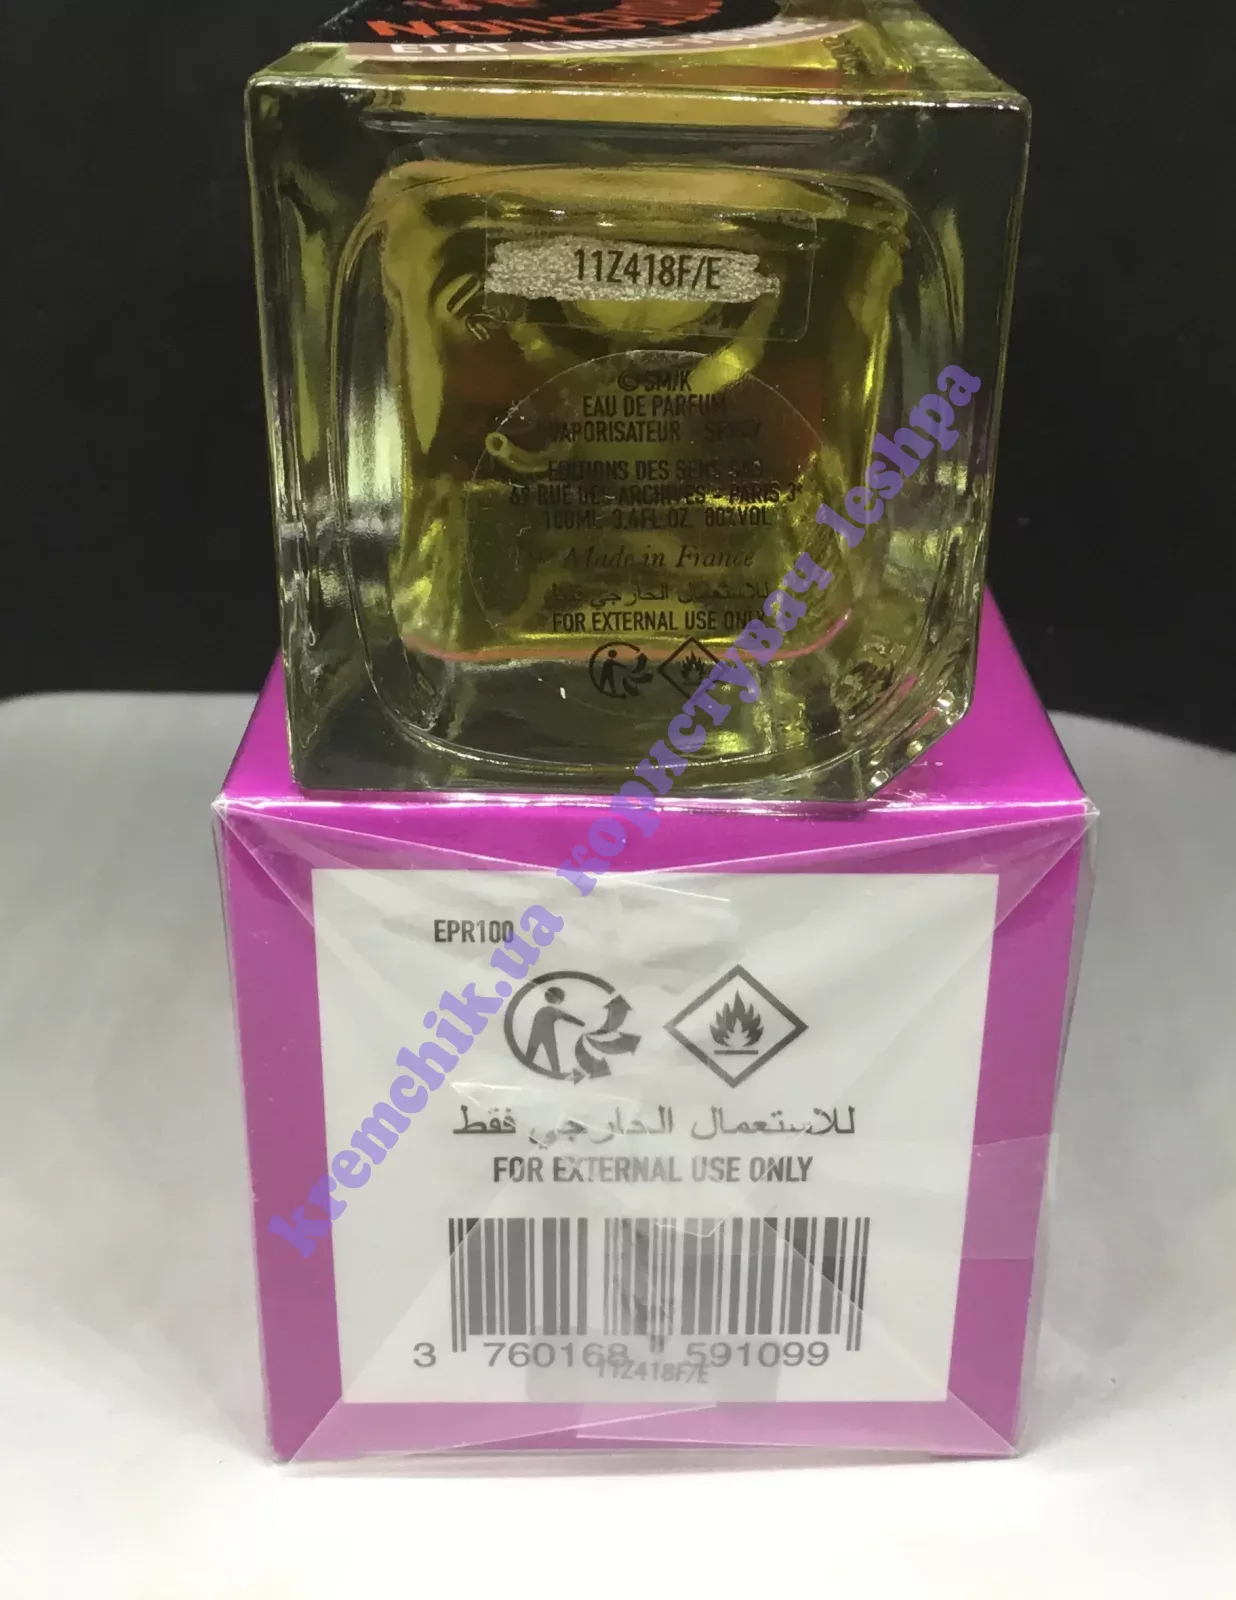 ETAT LIBRE
11Z418F/E
©SM/K
EAU DE PARFUM
VAPORISATEUR - SPRAY
EDITIONS DES SENS SAS
69 RUE DES ARCHIVES - PARIS 3e
100ML 3.4FL.OZ. 80%VOL
Made in France
للاستعمال الخارجي فقط
FOR EXTERNAL USE ONLY
EPR100
للاستعمال الخارجي فقط
FOR EXTERNAL USE ONLY
3 760168 591099
11Z418F/E
kremchik.ua користувач leshpa